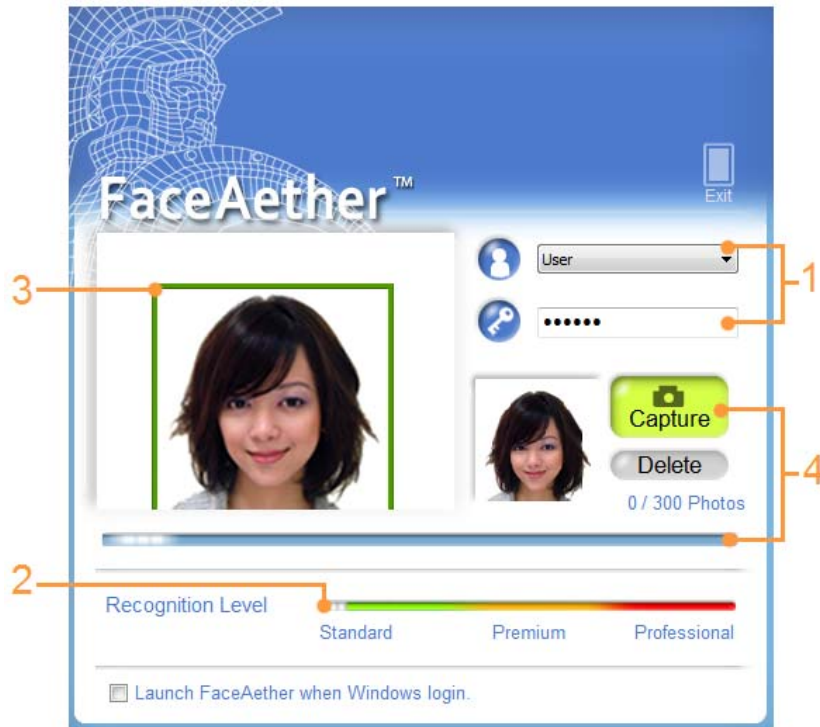 FaceAether™
Exit
3
User
1
••••••
Capture
Delete
4
0 / 300 Photos
2
Recognition Level
Standard Premium Professional
Launch FaceAether when Windows login.